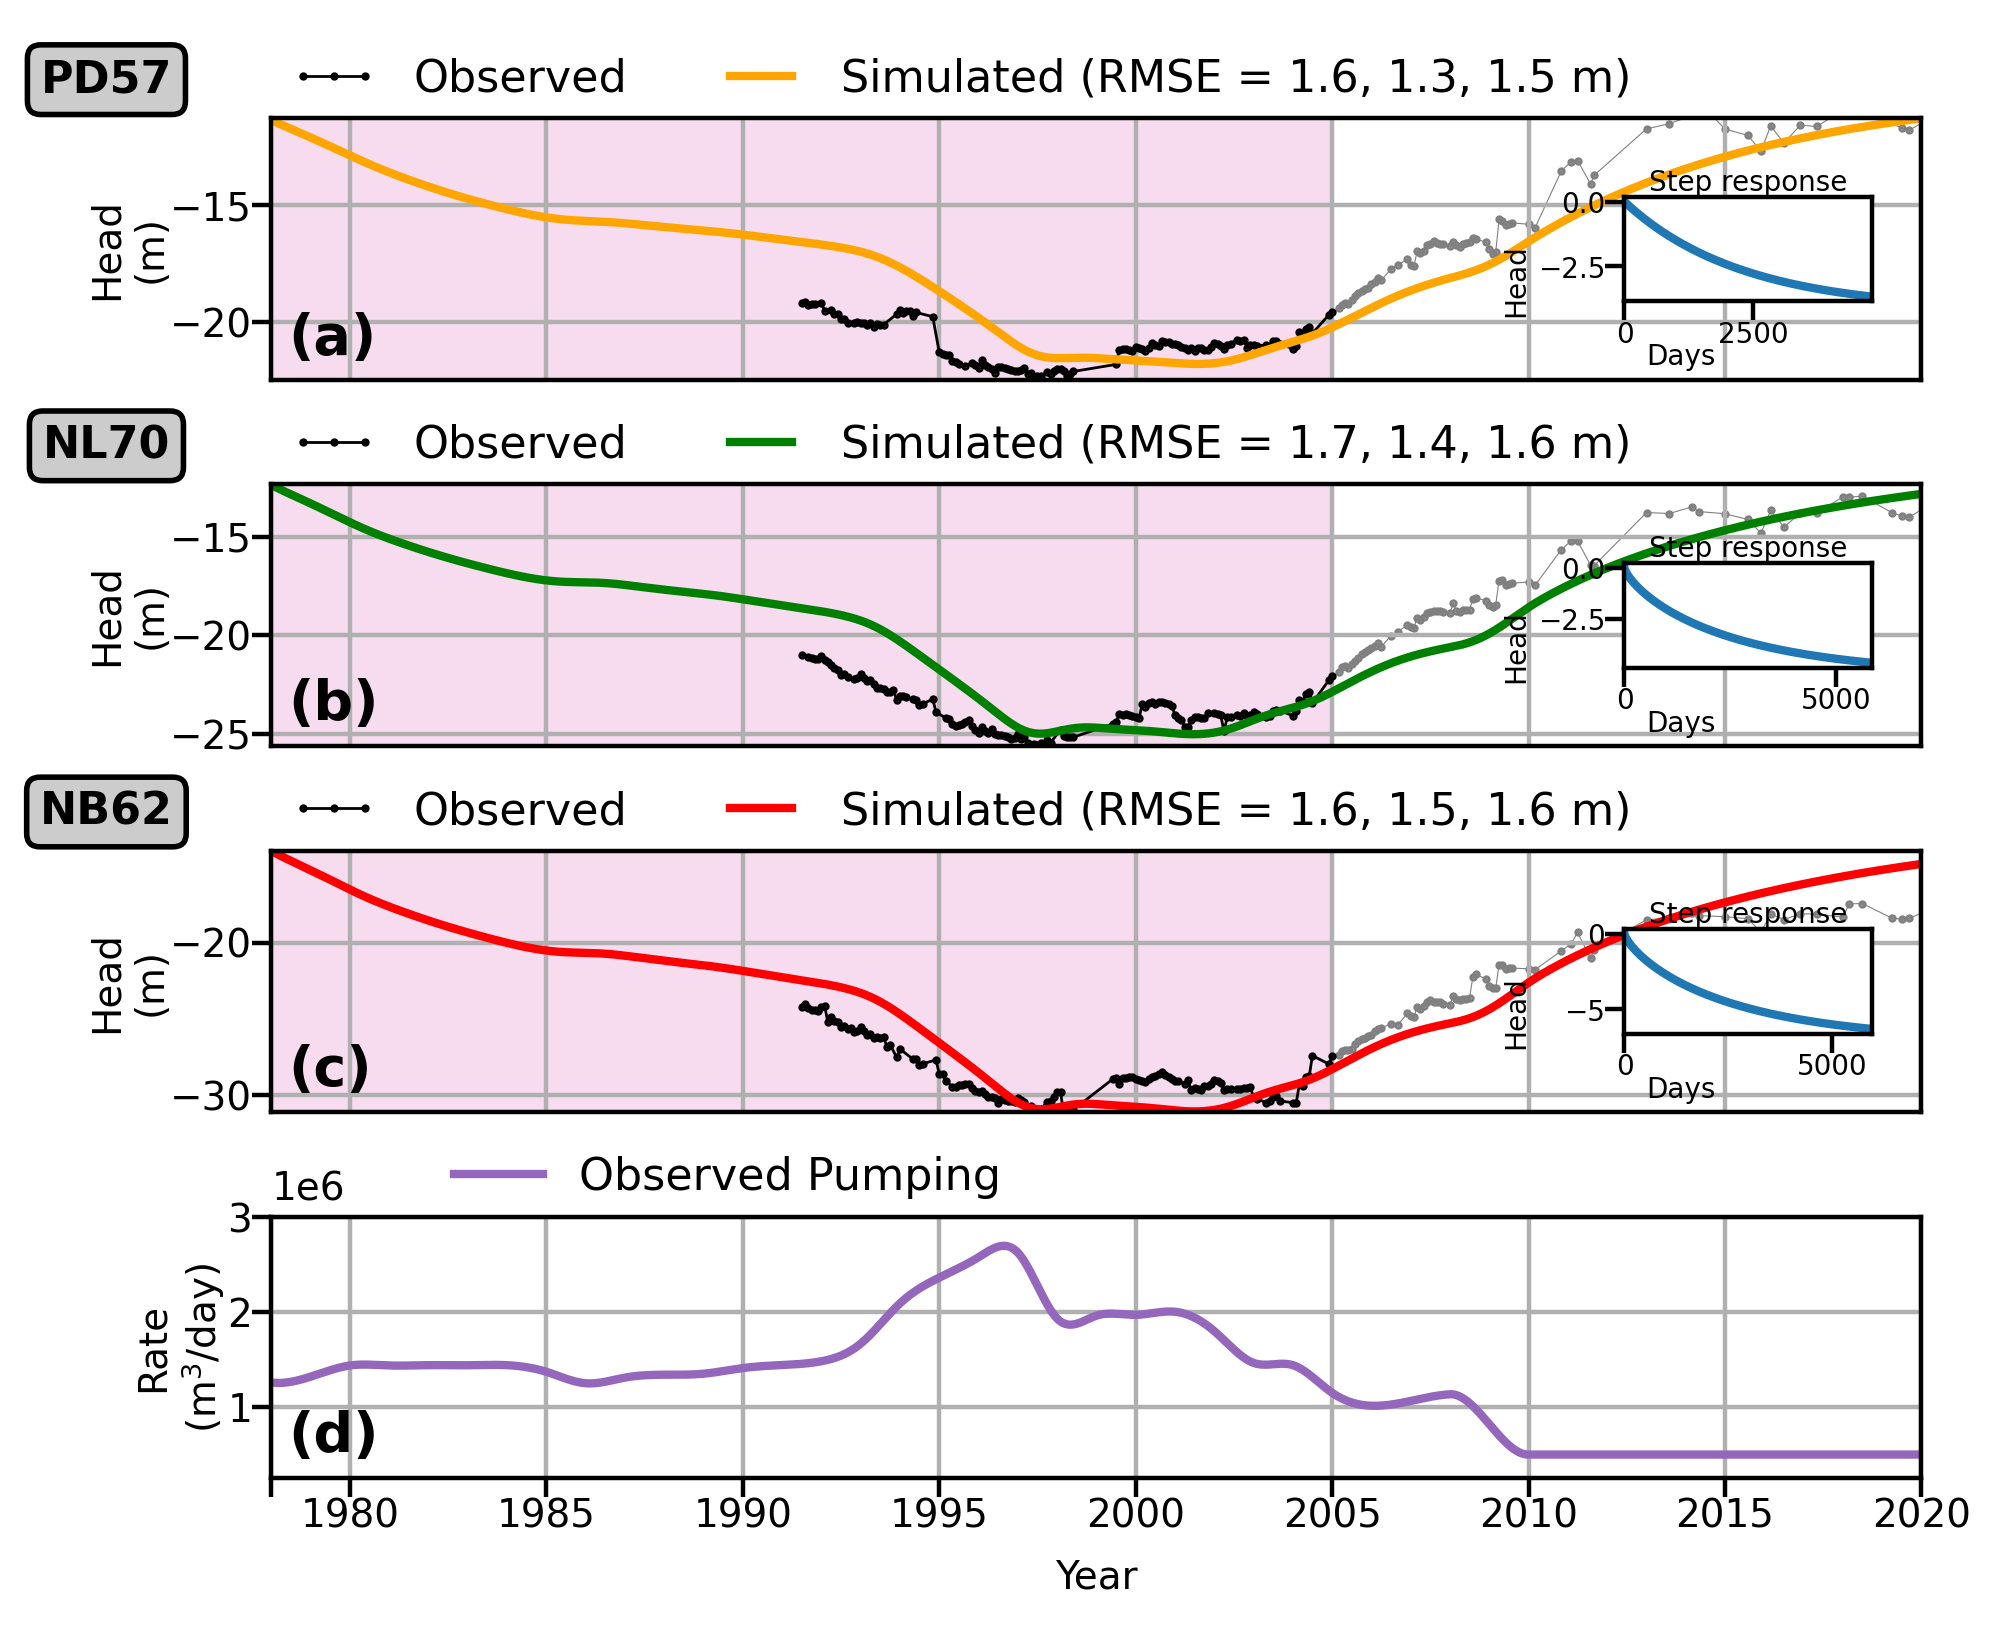 PD57
Observed
Simulated (RMSE = 1.6, 1.3, 1.5 m)
Head
(m)
−15
−20
(a)
Step response
0.0
−2.5
Head
0
2500
Days
NL70
Observed
Simulated (RMSE = 1.7, 1.4, 1.6 m)
Head
(m)
−15
−20
−25
(b)
Step response
0.0
−2.5
Head
0
5000
Days
NB62
Observed
Simulated (RMSE = 1.6, 1.5, 1.6 m)
Head
(m)
−20
−30
(c)
Step response
0
−5
Head
0
5000
Days
Observed Pumping
1e6
Rate
(m³/day)
3
2
1
(d)
1980
1985
1990
1995
2000
2005
2010
2015
2020
Year